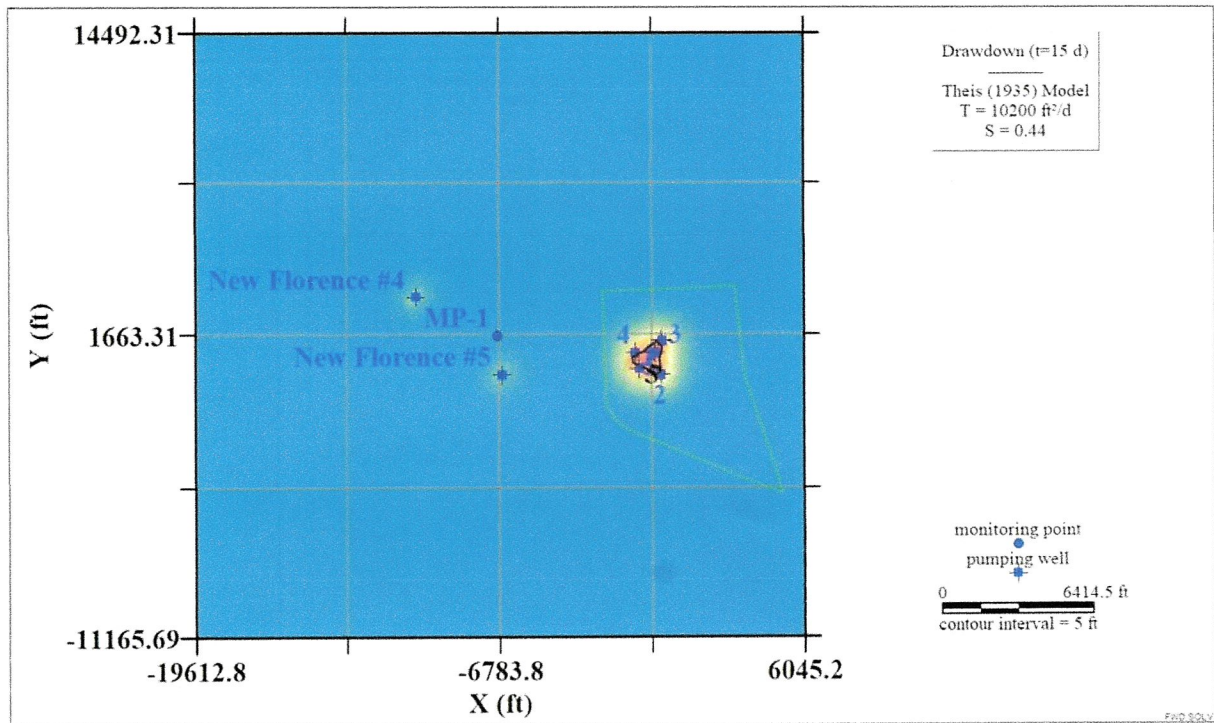 14492.31
Drawdown (t=15 d)
Theis (1935) Model
T = 10200 ft²/d
S = 0.44
New Florence #4
MP-1
1663.31
4
3
New Florence #5
2
Y (ft)
monitoring point
pumping well
0 6414.5 ft
contour interval = 5 ft
-11165.69
-19612.8
-6783.8
6045.2
X (ft)
FWD:SOLV